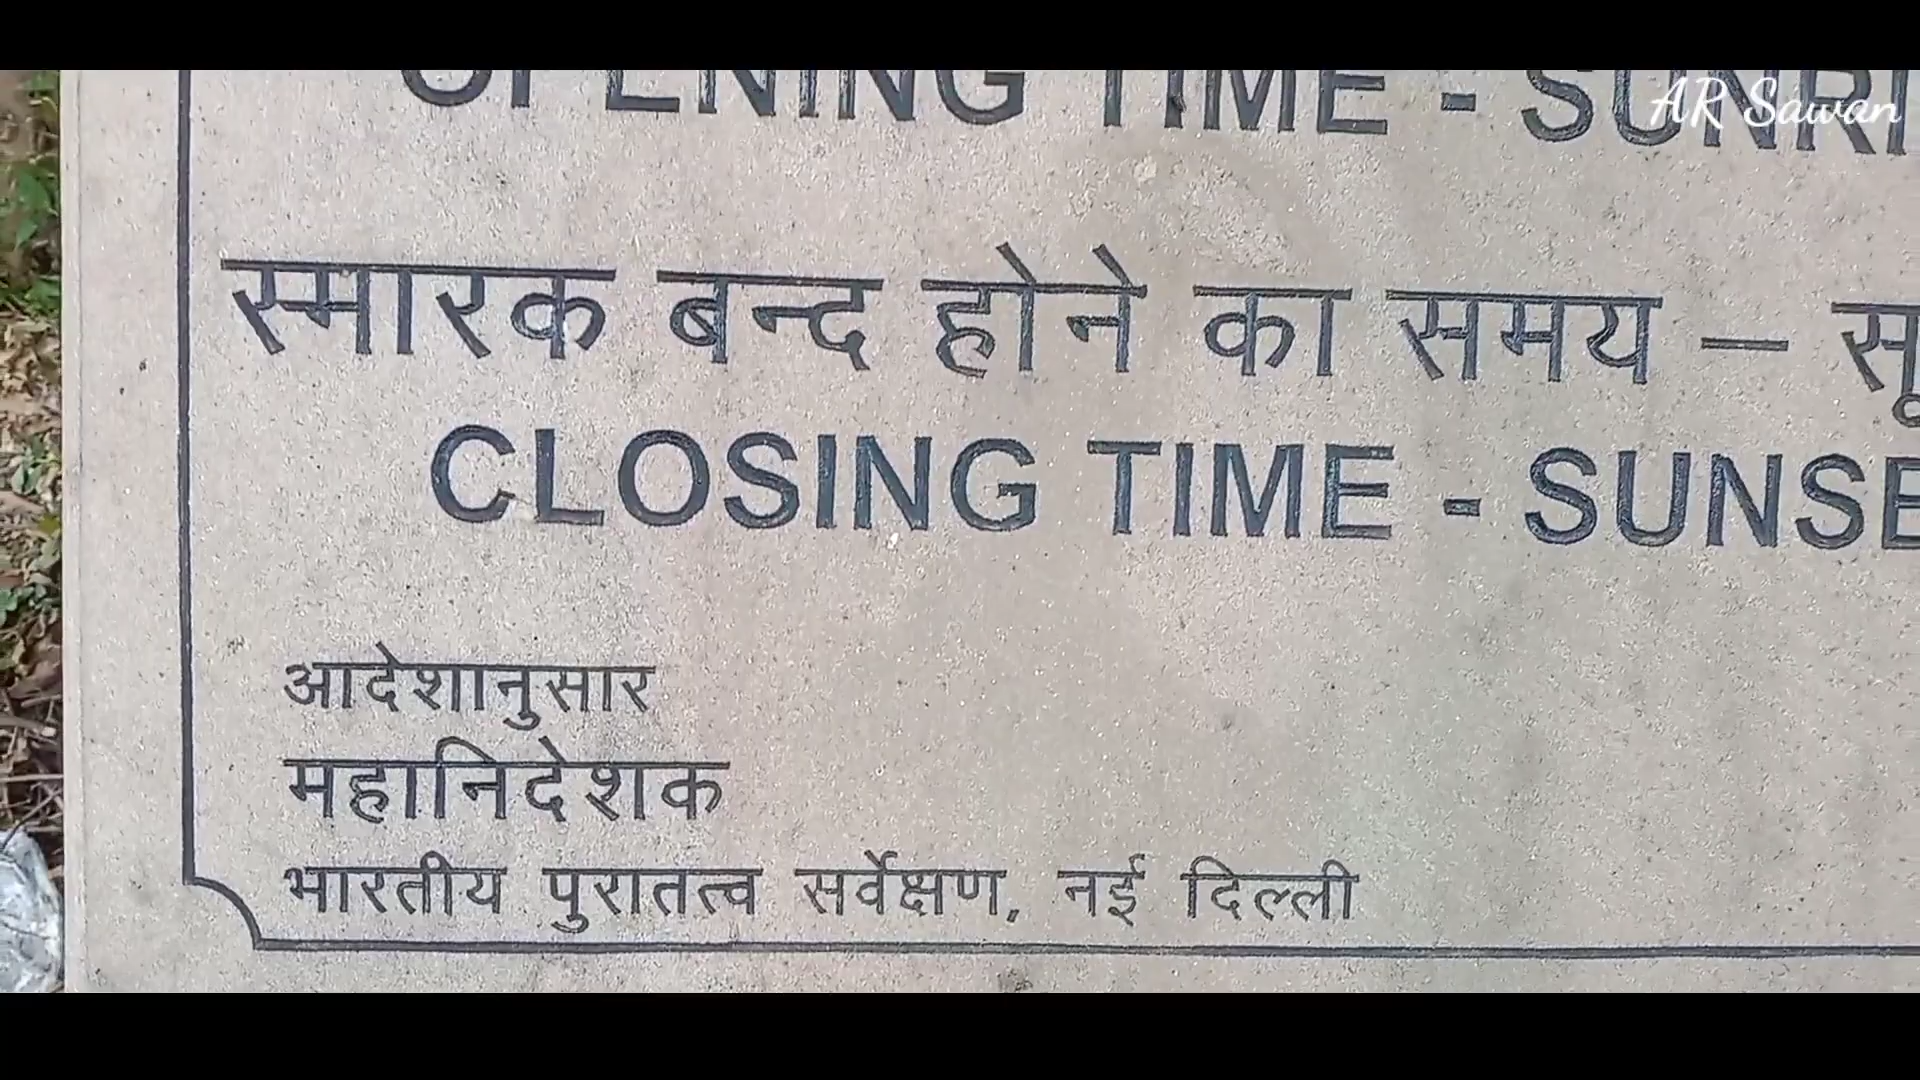 OPENING TIME - SUNRI
AR Sawan
स्मारक बन्द होने का समय – सू
CLOSING TIME - SUNSE
आदेशानुसार
महानिदेशक
भारतीय पुरातत्व सर्वेक्षण, नई दिल्ली